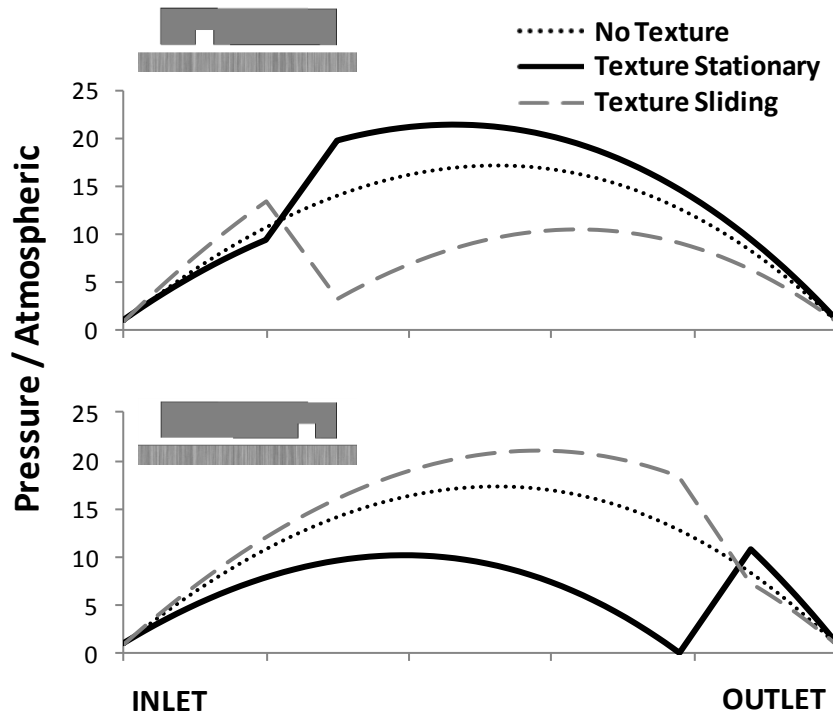 No Texture
Texture Stationary
Texture Sliding
Pressure / Atmospheric
25
20
15
10
5
0
25
20
15
10
5
0
INLET OUTLET